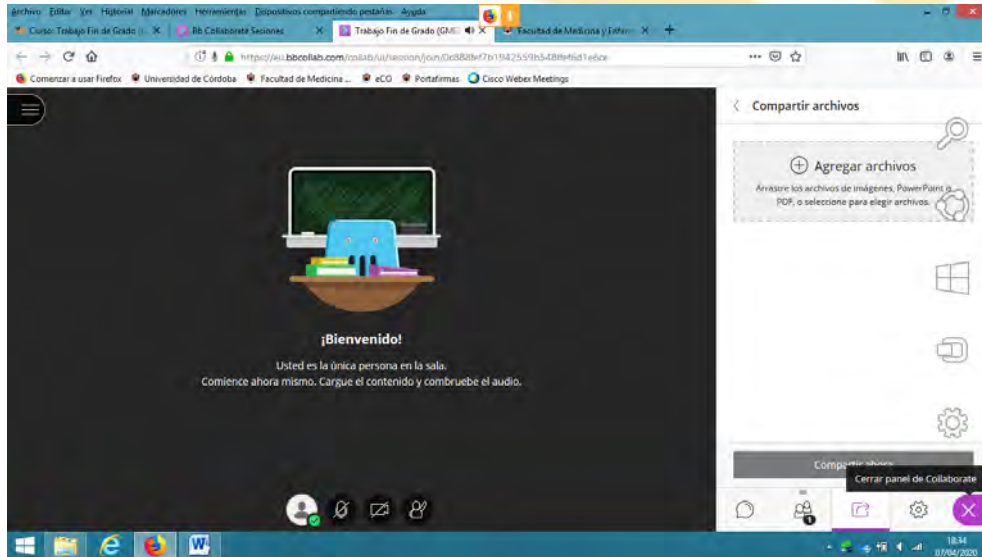 Archivo Editar Ver Historial Marcadores Herramientas Dispositivos compartiendo pestañas Ayuda
Curso: Trabajo Fin de Grado
Bb Collaborate Sesiones
Trabajo Fin de Grado (GM
Facultad de Medicina y Enferm
Comenzar a usar Firefox
Universidad de Córdoba
Facultad de Medicina ...
eCO
Portafirmas
Cisco Webex Meetings
Compartir archivos
Agregar archivos
Arrastre los archivos de imágenes, PowerPoint o
PDF, o seleccione para elegir archivos.
¡Bienvenido!
Usted es la única persona en la sala.
Comience ahora mismo. Cargue el contenido y combruebe el audio.
Compartir ahora
Cerrar panel de Collaborate
1
18:34
07/04/2020